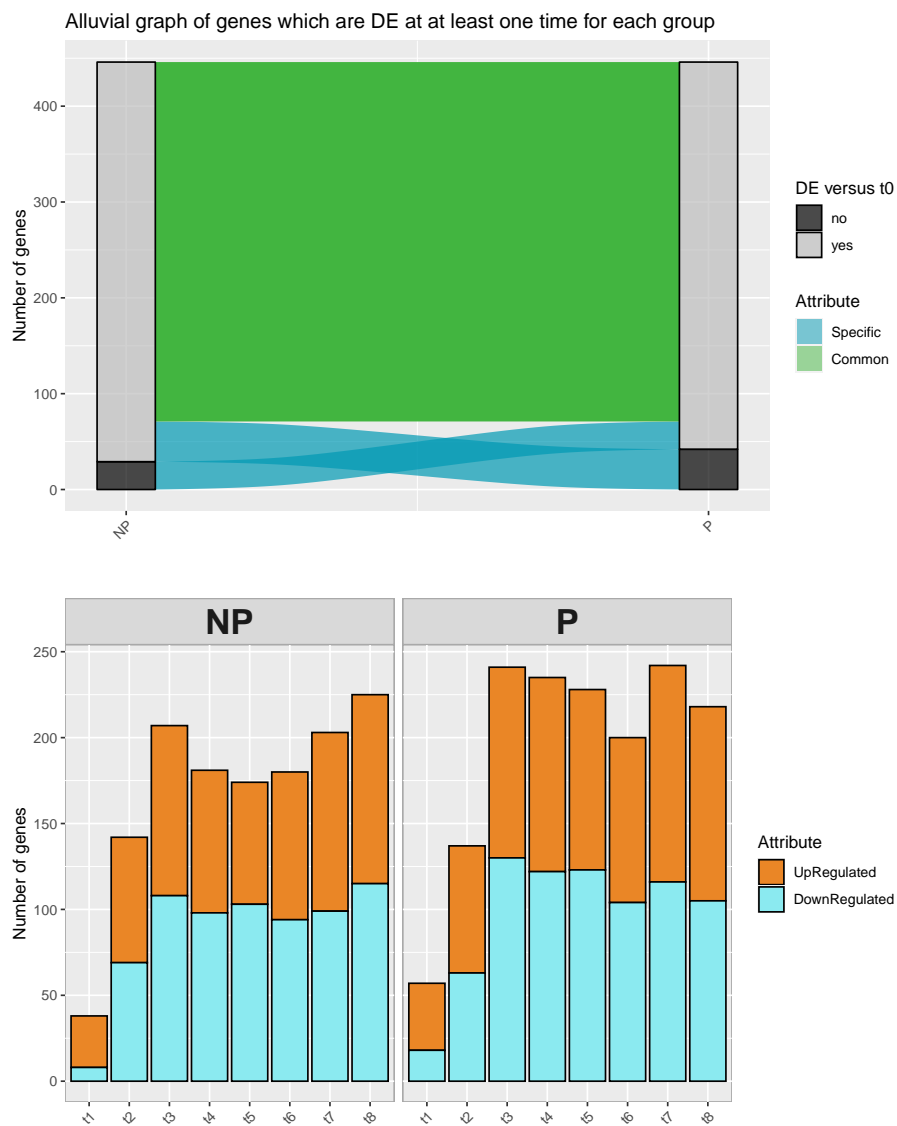 Alluvial graph of genes which are DE at at least one time for each group
Number of genes
400
300
200
100
0
NP
P
DE versus t0
no
yes
Attribute
Specific
Common
NP
P
Number of genes
250
200
150
100
50
0
t1
t2
t3
t4
t5
t6
t7
t8
t1
t2
t3
t4
t5
t6
t7
t8
Attribute
UpRegulated
DownRegulated